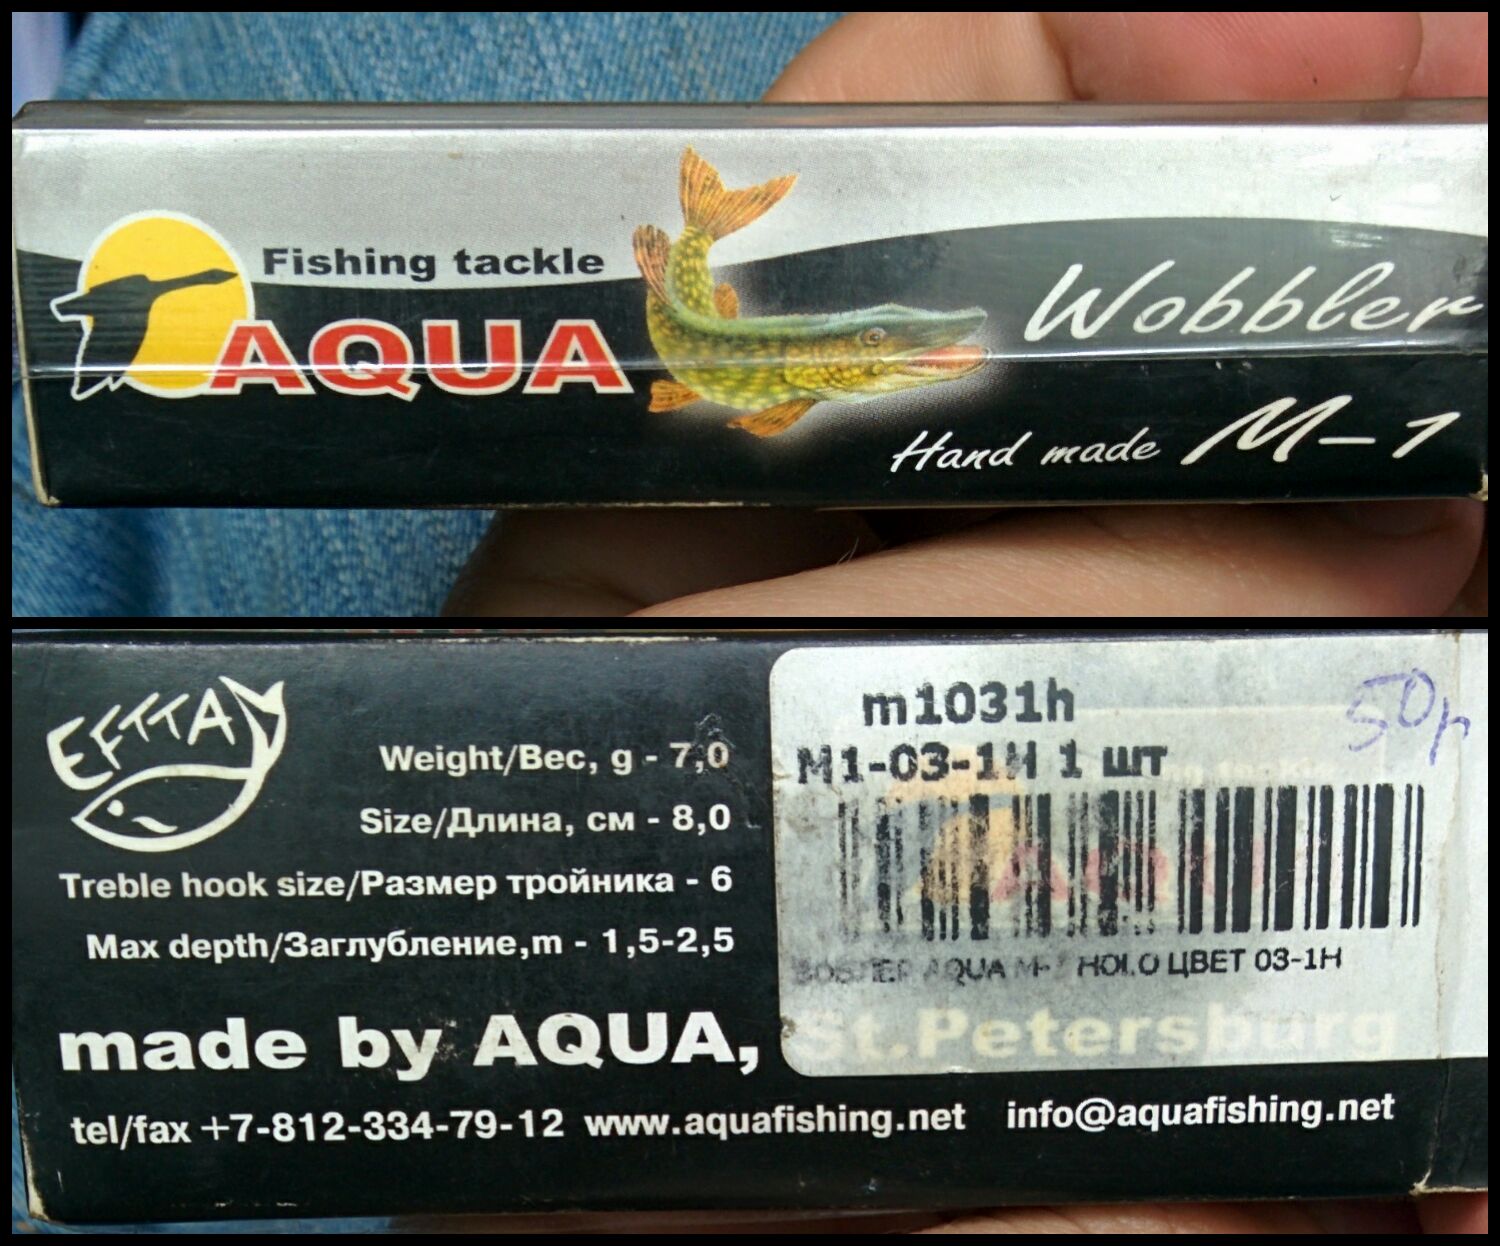 Fishing tackle
AQUA
Wobbler
Hand made M-1
EFTTA
Weight/Вес, g - 7,0
Size/Длина, см - 8,0
Treble hook size/Размер тройника - 6
Max depth/Заглубление,m - 1,5-2,5
made by AQUA, St.Petersburg
tel/fax +7-812-334-79-12 www.aquafishing.net info@aquafishing.net
m1031h
50р
M1-03-1H 1 шт
AQUA M-1 HOLO ЦВЕТ 03-1H